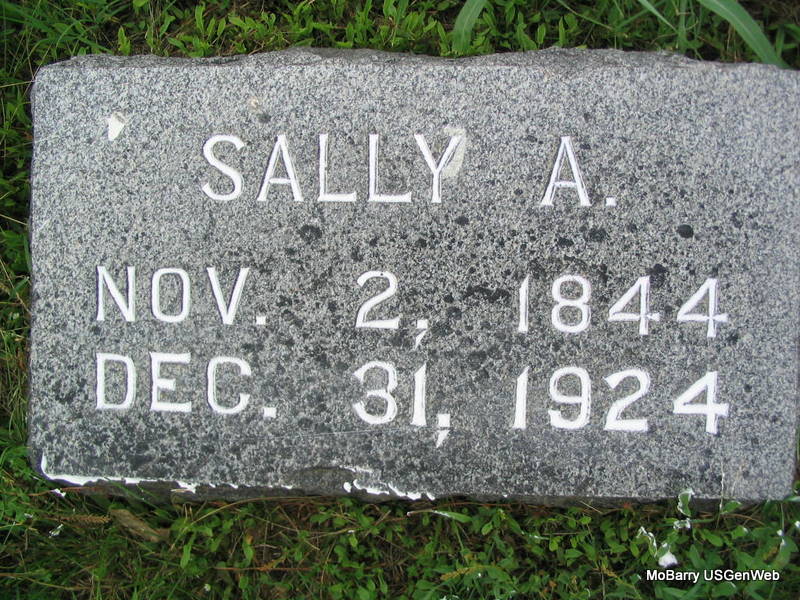 SALLY A.
NOV. 2, 1844
DEC. 31, 1924
MoBarry USGenWeb